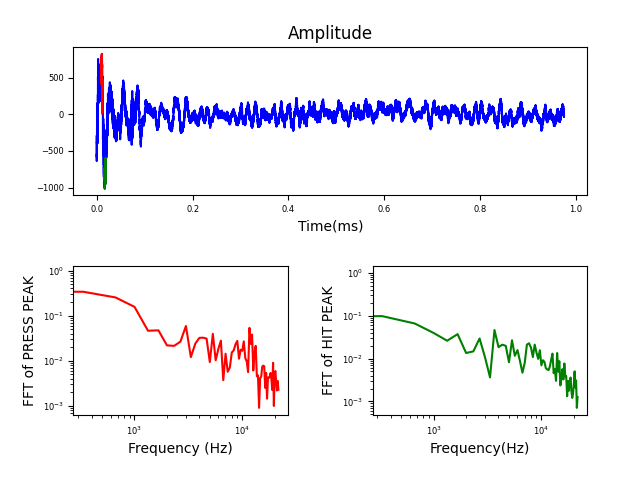 Amplitude
500
0
−500
−1000
0.0 0.2 0.4 0.6 0.8 1.0
Time(ms)
FFT of PRESS PEAK
10⁰
10⁻¹
10⁻²
10⁻³
10³ 10⁴
Frequency (Hz)
FFT of HIT PEAK
10⁰
10⁻¹
10⁻²
10⁻³
10³ 10⁴
Frequency(Hz)